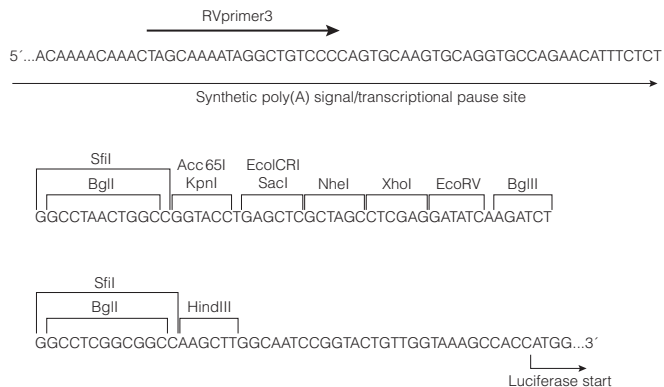 RVprimer3
5´...ACAAAACAAACTAGCAAAATAGGCTGTCCCCAGTGCAAGTGCAGGTGCCAGAACATTTCTCT
Synthetic poly(A) signal/transcriptional pause site
SfiI
BglI
Acc65I
KpnI
EcoICRI
SacI
NheI
XhoI
EcoRV
BglII
GGCCTAACTGGCCGGTACCTGAGCTCGCTAGCCTCGAGGATATCAAGATCT
SfiI
BglI
HindIII
GGCCTCGGCGGCCAAGCTTGGCAATCCGGTACTGTTGGTAAAGCCACCATGG...3´
Luciferase start